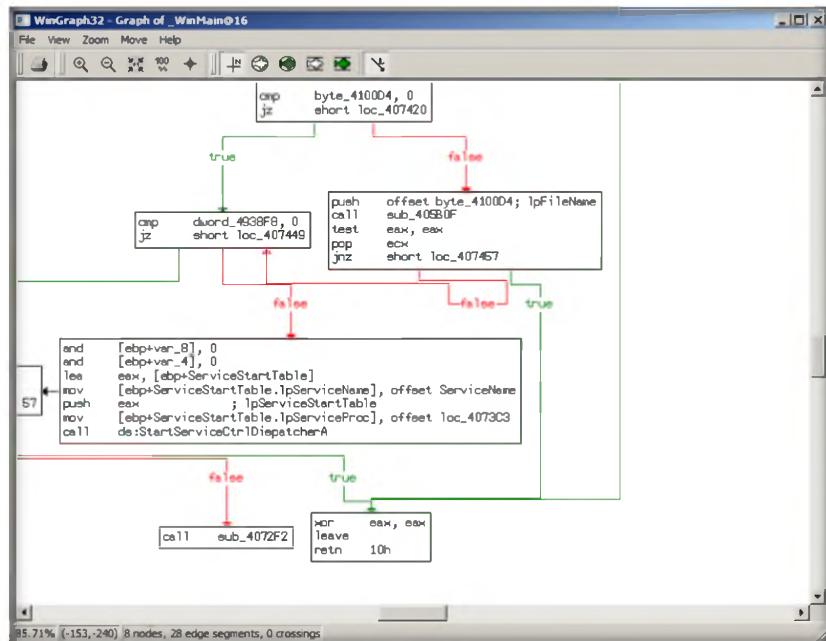 WinGraph32 - Graph of _WinMain@16
File View Zoom Move Help
100 %
N
cmp byte_4100D4, 0
jz short loc_407420
true
false
cmp dword_4938F8, 0
jz short loc_407449
push offset byte_4100D4; lpFileName
call sub_405B0F
test eax, eax
pop ecx
jnz short loc_407457
false
false
true
57
and [ebp+var_8], 0
and [ebp+var_4], 0
lea eax, [ebp+ServiceStartTable]
mov [ebp+ServiceStartTable.lpServiceName], offset ServiceName
push eax ; lpServiceStartTable
mov [ebp+ServiceStartTable.lpServiceProc], offset loc_4073C3
call ds:StartServiceCtrlDispatcherA
false
true
call sub_4072F2
xor eax, eax
leave
retn 10h
85.71% (-153,-240) 8 nodes, 28 edge segments, 0 crossings